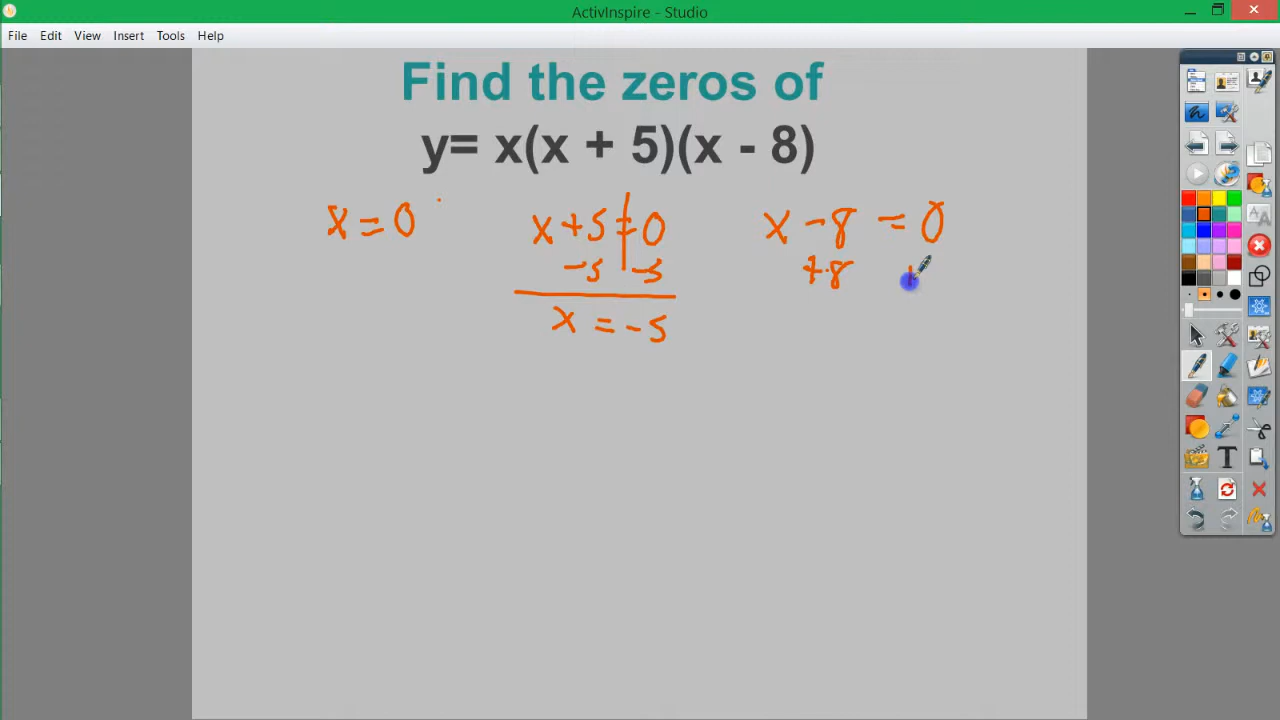 ActivInspire - Studio
File Edit View Insert Tools Help
Find the zeros of
y= x(x + 5)(x - 8)
x = 0 x + 5 = 0 x - 8 = 0
-5 -5 +8 +
x = -5